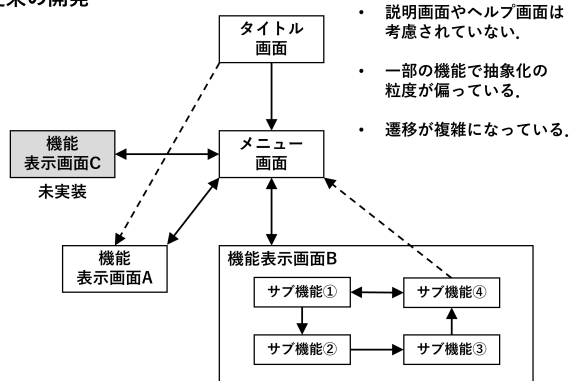 タイトル
画面
・ 説明画面やヘルプ画面は
考慮されていない.
・ 一部の機能で抽象化の
粒度が偏っている.
・ 遷移が複雑になっている.
機能
表示画面C
未実装
メニュー
画面
機能
表示画面A
機能表示画面B
サブ機能①
サブ機能④
サブ機能②
サブ機能③